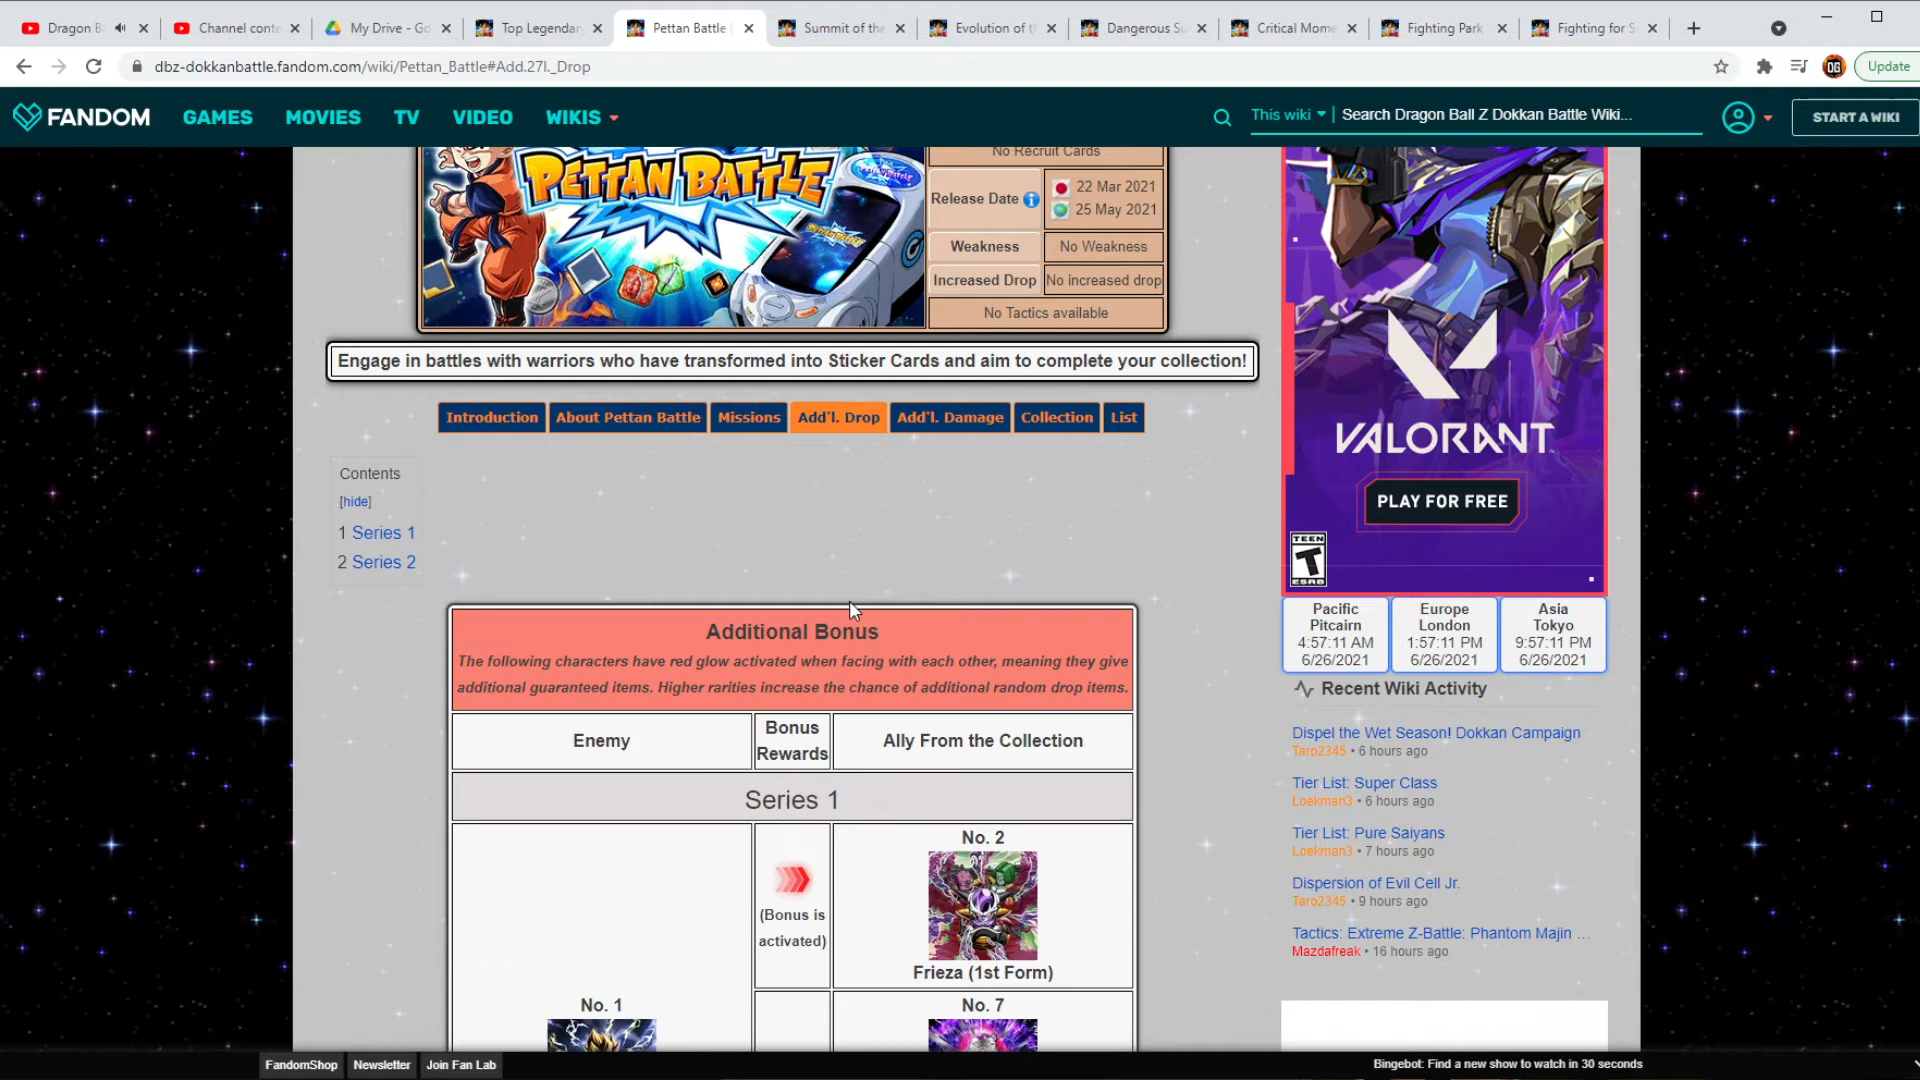 Dragon B
Channel conte
My Drive - Go
Top Legendar
Pettan Battle
Summit of the
Evolution of t
Dangerous Su
Critical Mome
Fighting Park
Fighting for S
dbz-dokkanbattle.fandom.com/wiki/Pettan_Battle#Add.27l._Drop
OG
Update
FANDOM
GAMES
MOVIES
TV
VIDEO
WIKIS
This wiki
Search Dragon Ball Z Dokkan Battle Wiki...
START A WIKI
PETTAN BATTLE
No Recruit Cards
Release Date
22 Mar 2021
25 May 2021
Weakness
No Weakness
Increased Drop
No increased drop
No Tactics available
Engage in battles with warriors who have transformed into Sticker Cards and aim to complete your collection!
Introduction
About Pettan Battle
Missions
Add'l. Drop
Add'l. Damage
Collection
List
Contents
[hide]
1 Series 1
2 Series 2
Additional Bonus
The following characters have red glow activated when facing with each other, meaning they give
additional guaranteed items. Higher rarities increase the chance of additional random drop items.
Enemy
Bonus
Rewards
Ally From the Collection
Series 1
No. 1
(Bonus is
activated)
No. 2
Frieza (1st Form)
No. 7
VALORANT
PLAY FOR FREE
TEEN
T
ESRB
Pacific
Pitcairn
4:57:11 AM
6/26/2021
Europe
London
1:57:11 PM
6/26/2021
Asia
Tokyo
9:57:11 PM
6/26/2021
Recent Wiki Activity
Dispel the Wet Season! Dokkan Campaign
Taro2345 • 6 hours ago
Tier List: Super Class
Loekman3 • 6 hours ago
Tier List: Pure Saiyans
Loekman3 • 7 hours ago
Dispersion of Evil Cell Jr.
Taro2345 • 9 hours ago
Tactics: Extreme Z-Battle: Phantom Majin ...
Mazdafreak • 16 hours ago
FandomShop
Newsletter
Join Fan Lab
Bingebot: Find a new show to watch in 30 seconds